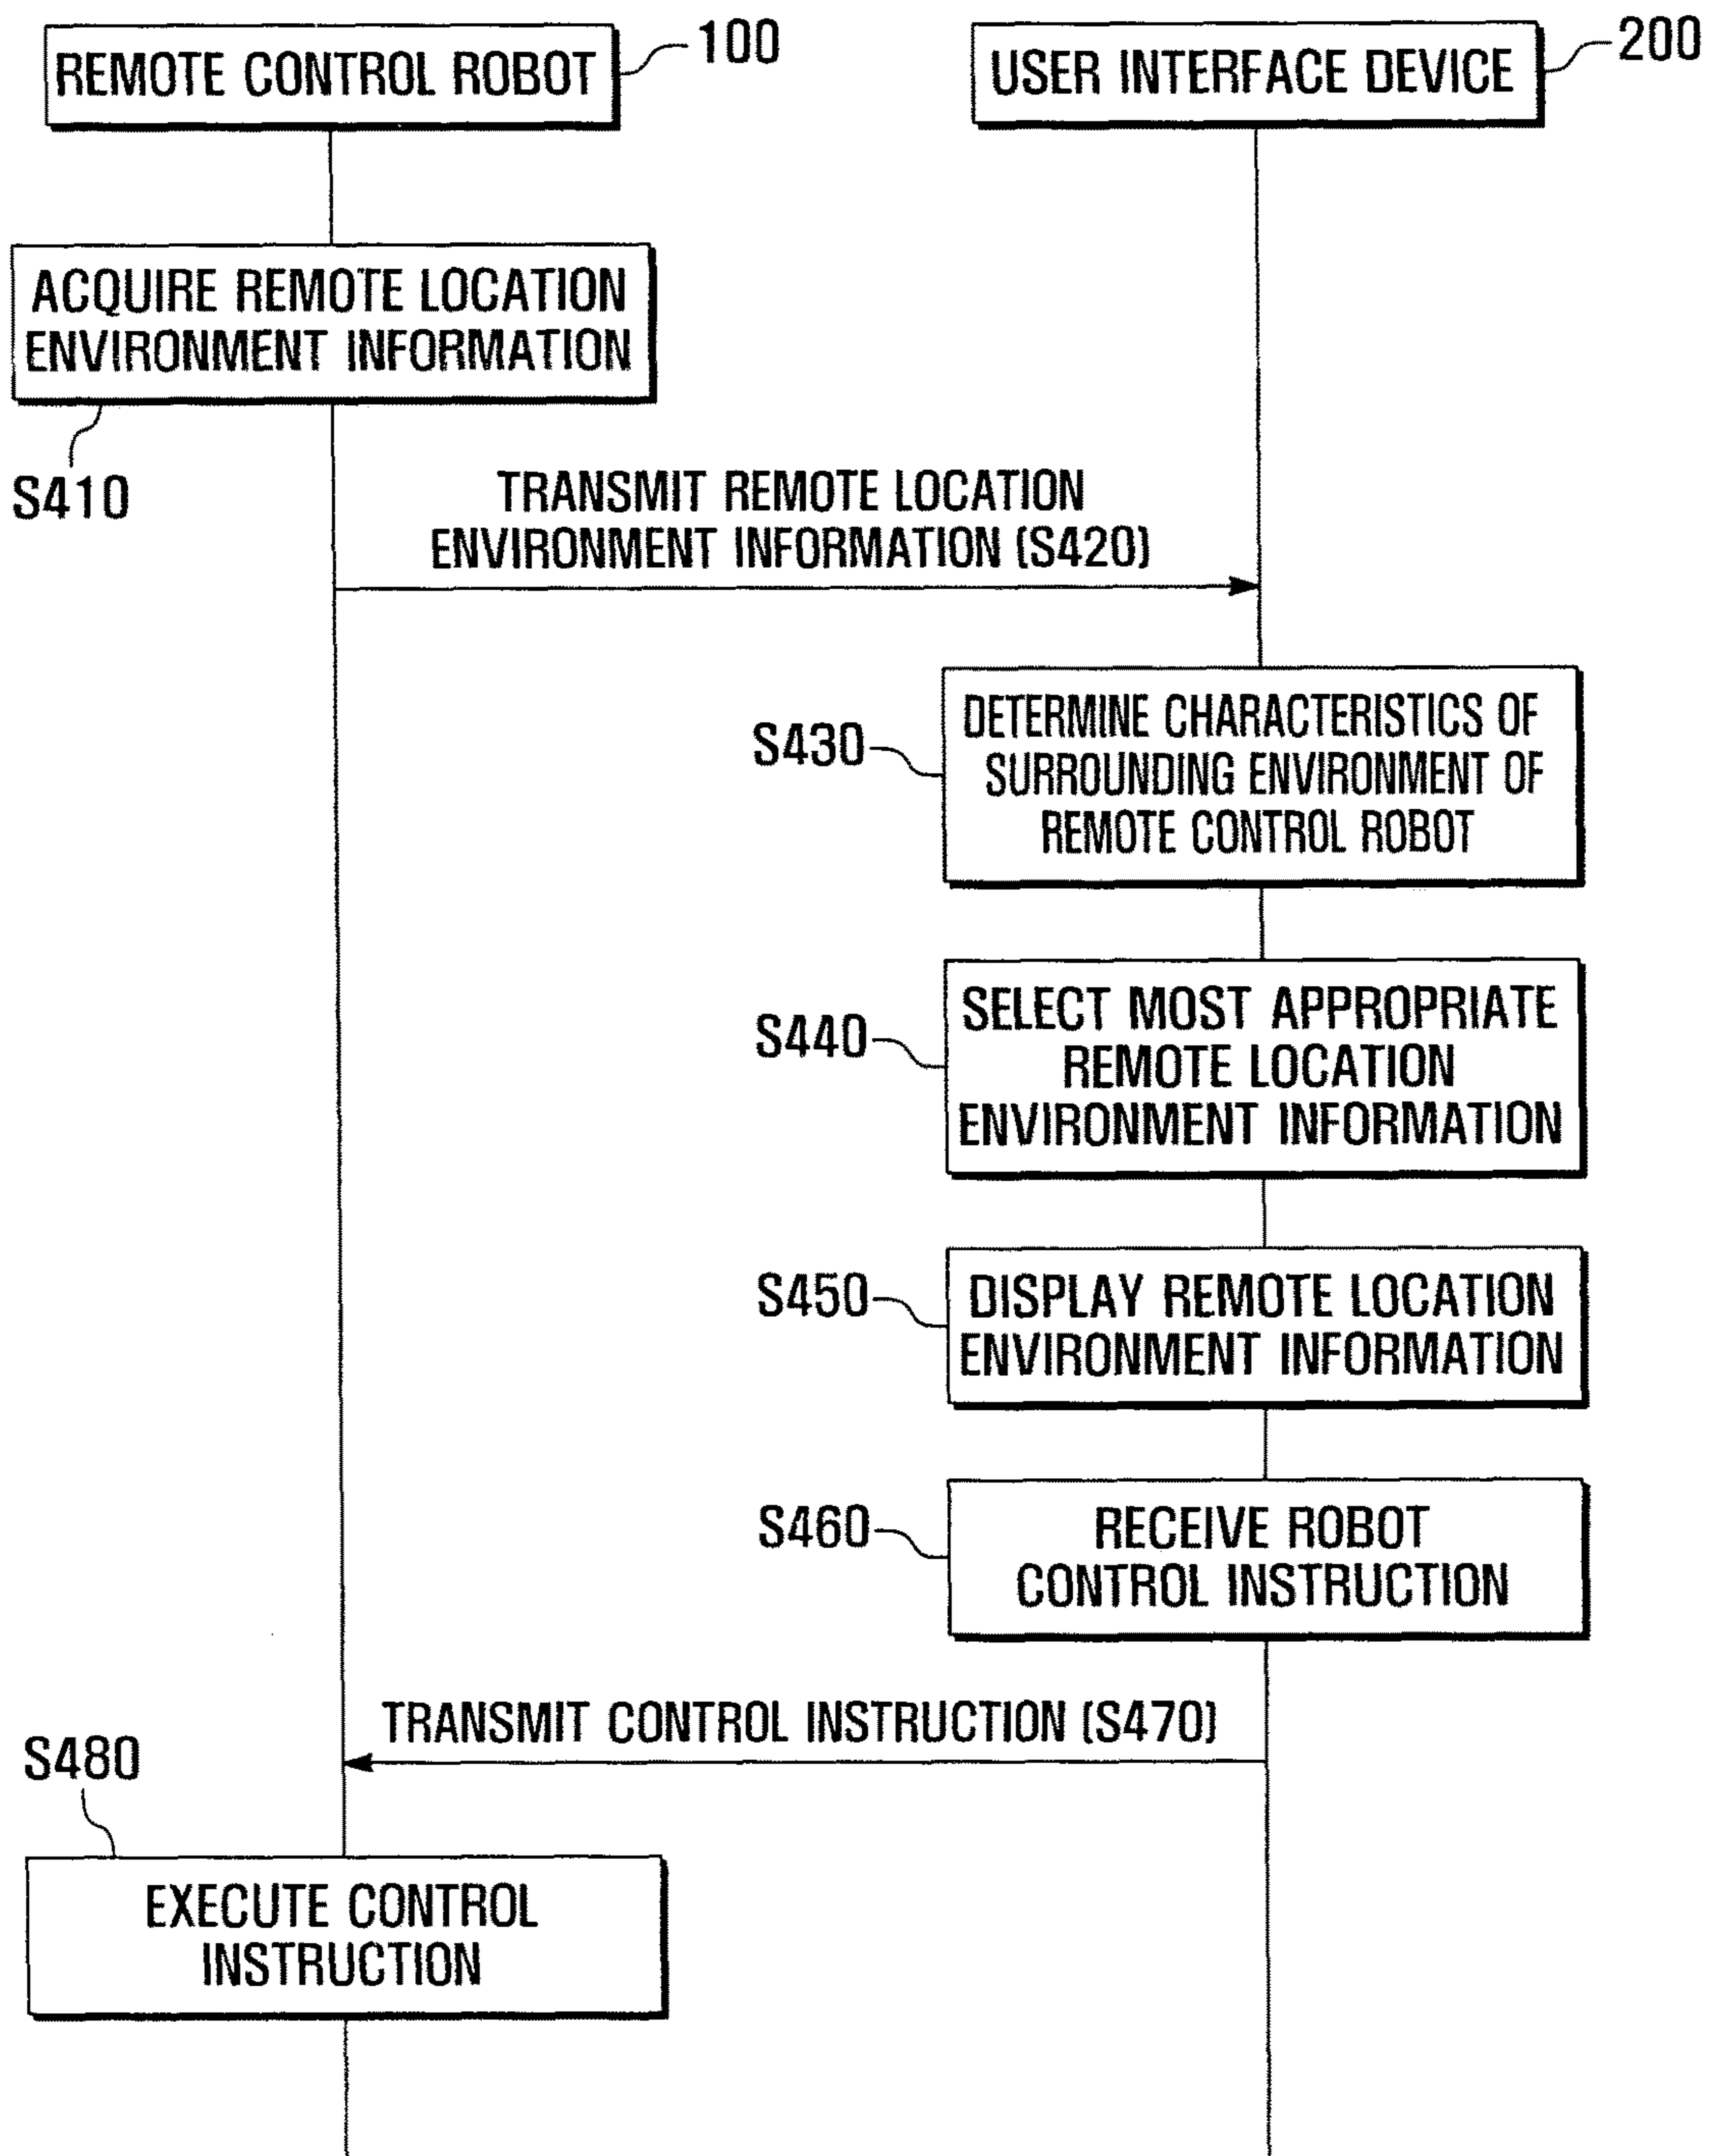 REMOTE CONTROL ROBOT
100
USER INTERFACE DEVICE
200
ACQUIRE REMOTE LOCATION
ENVIRONMENT INFORMATION
S410
TRANSMIT REMOTE LOCATION
ENVIRONMENT INFORMATION (S420)
S430
DETERMINE CHARACTERISTICS OF
SURROUNDING ENVIRONMENT OF
REMOTE CONTROL ROBOT
S440
SELECT MOST APPROPRIATE
REMOTE LOCATION
ENVIRONMENT INFORMATION
S450
DISPLAY REMOTE LOCATION
ENVIRONMENT INFORMATION
S460
RECEIVE ROBOT
CONTROL INSTRUCTION
TRANSMIT CONTROL INSTRUCTION (S470)
S480
EXECUTE CONTROL
INSTRUCTION